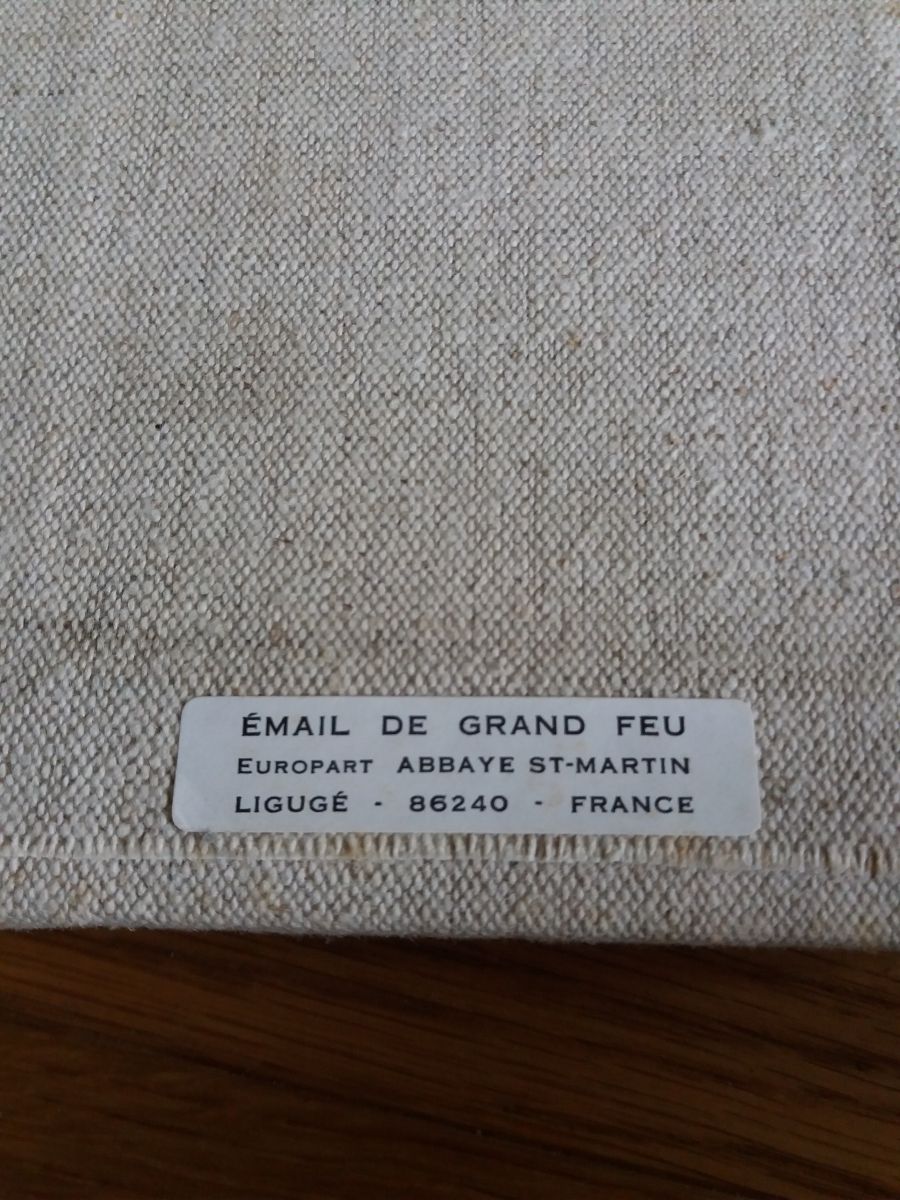 ÉMAIL DE GRAND FEU
EUROPART ABBAYE ST-MARTIN
LIGUGÉ - 86240 - FRANCE